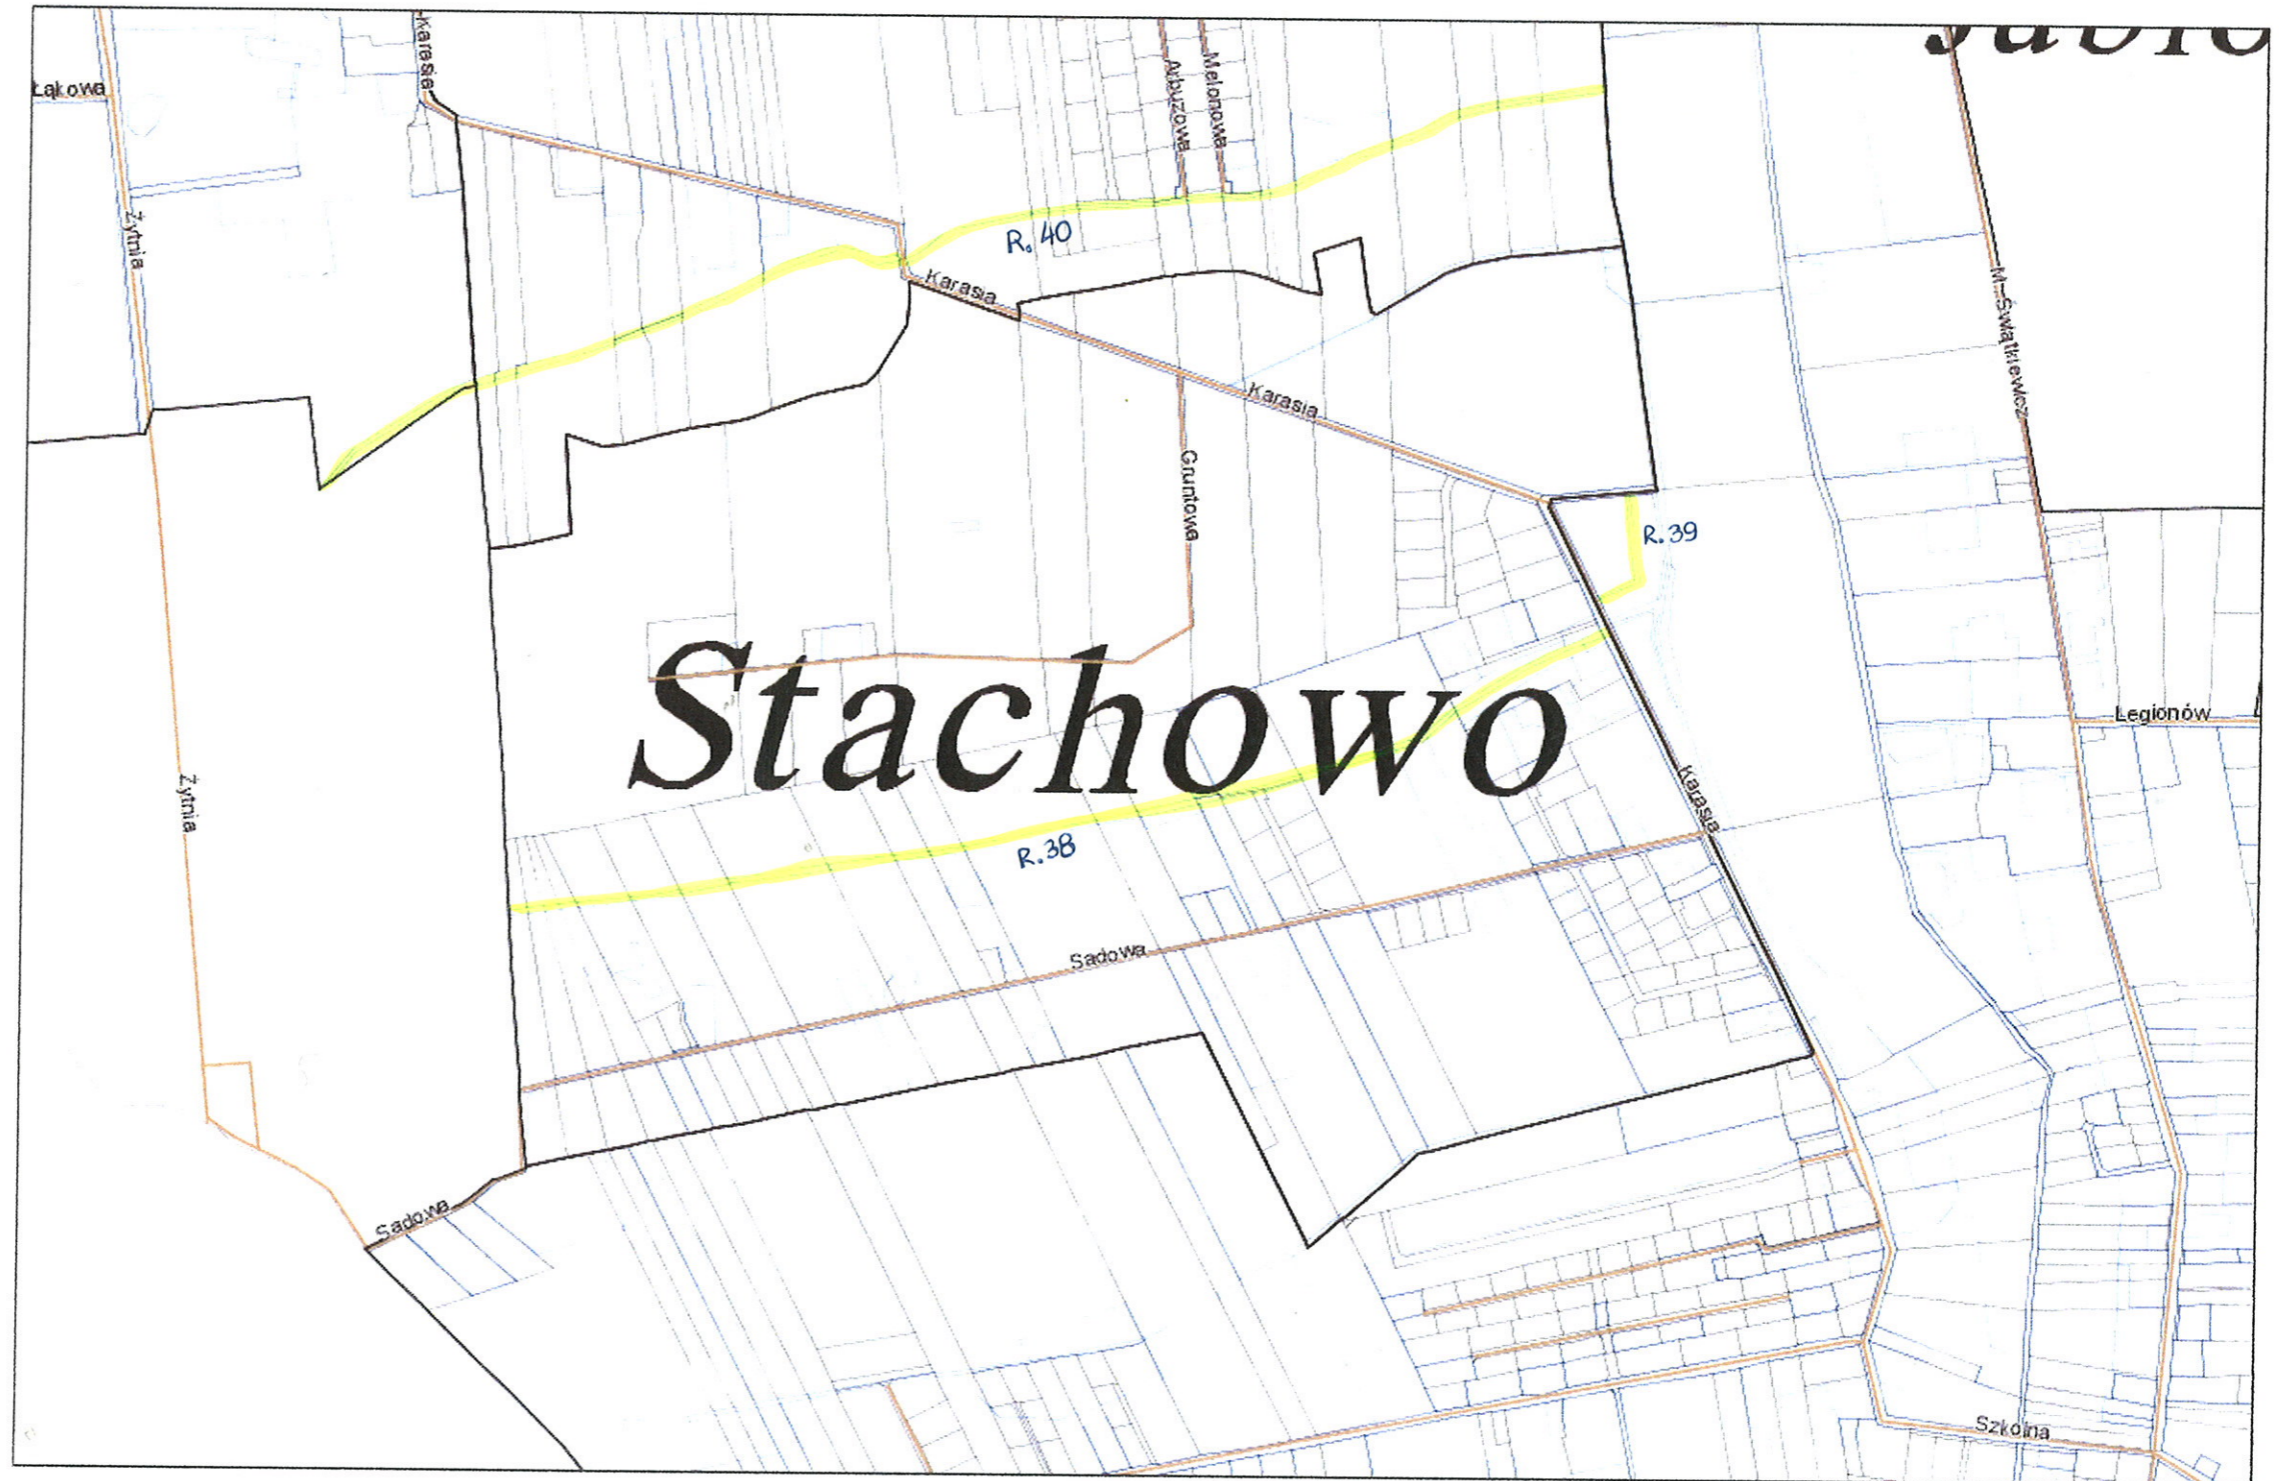 Karasia
Łąkowa
Arbuzowa
Melonowa
Żytnia
R. 40
Karasia
M. Świątkiewicz
Karasia
Gruntowa
R. 39
Stachowo
Legionów
Żytnia
Karasia
R. 38
Sadowa
Sadowa
Szkolna